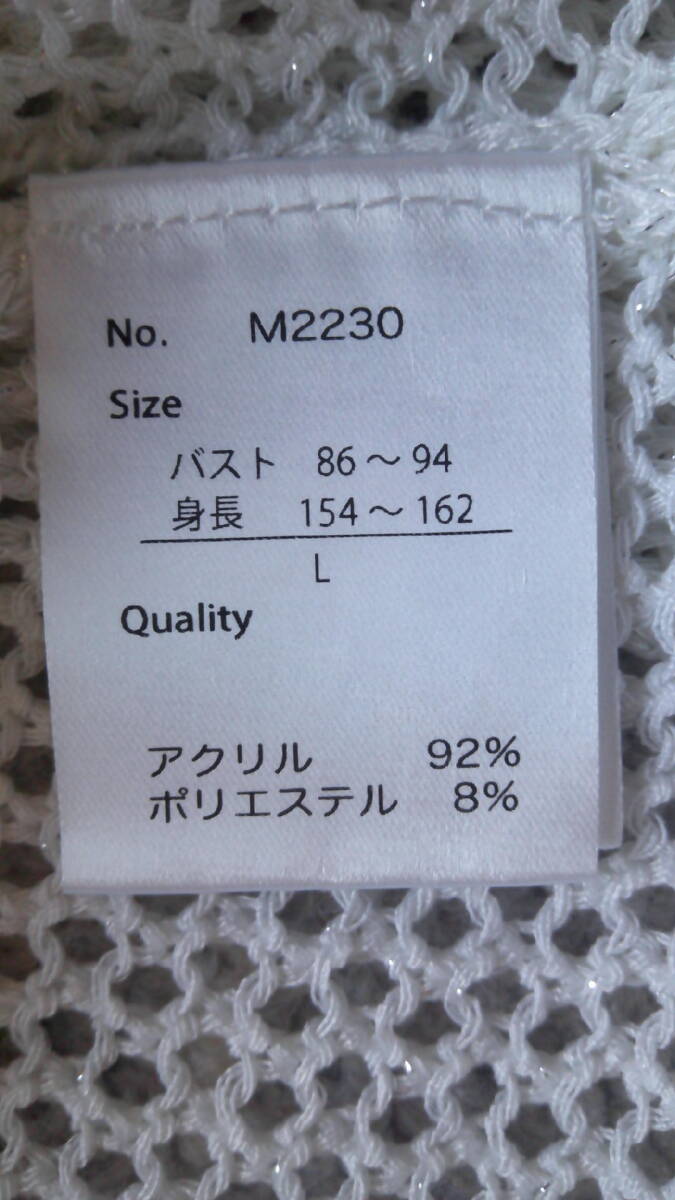 No. M2230
Size
バスト 86～94
身長 154～162
L
Quality
アクリル 92%
ポリエステル 8%